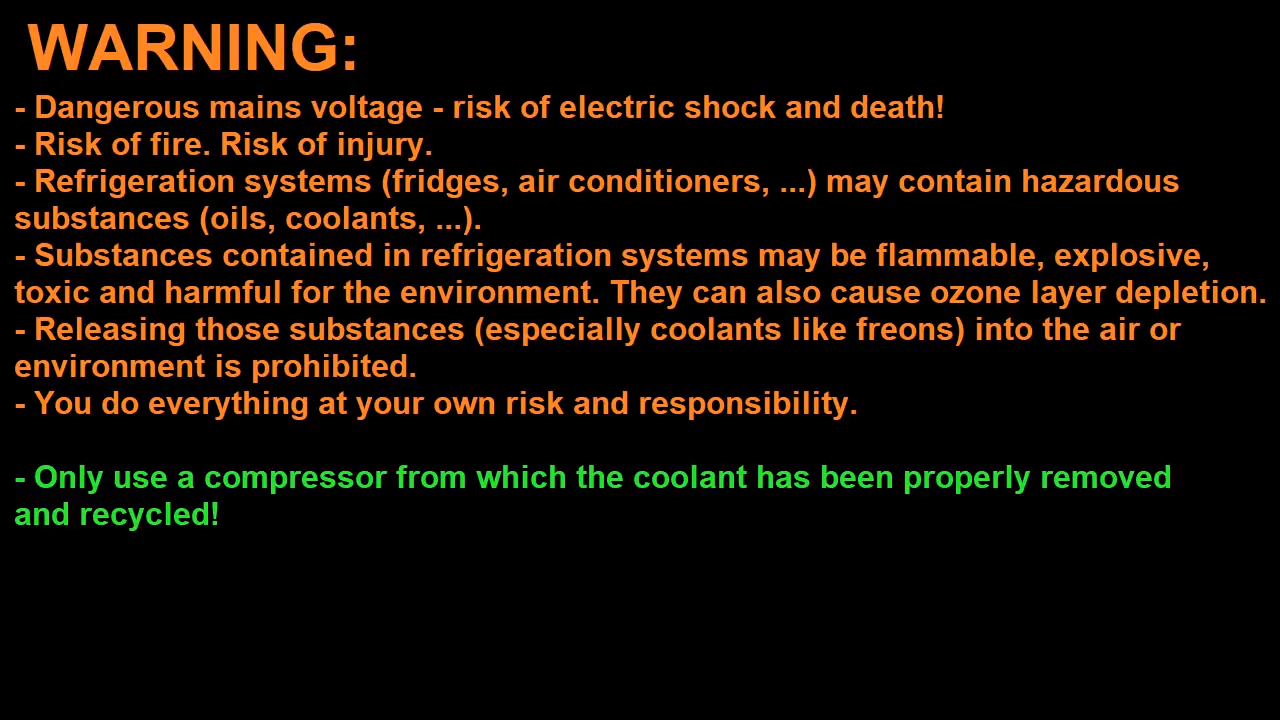 WARNING:
- Dangerous mains voltage - risk of electric shock and death!
- Risk of fire. Risk of injury.
- Refrigeration systems (fridges, air conditioners, ...) may contain hazardous
substances (oils, coolants, ...).
- Substances contained in refrigeration systems may be flammable, explosive,
toxic and harmful for the environment. They can also cause ozone layer depletion.
- Releasing those substances (especially coolants like freons) into the air or
environment is prohibited.
- You do everything at your own risk and responsibility.
- Only use a compressor from which the coolant has been properly removed
and recycled!